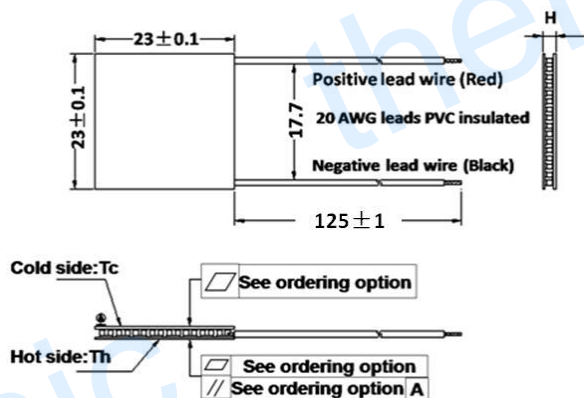 23±0.1
H
23±0.1
Positive lead wire (Red)
17.7
20 AWG leads PVC insulated
Negative lead wire (Black)
125±1
Cold side:Tc
See ordering option
A
Hot side:Th
See ordering option
// See ordering option A